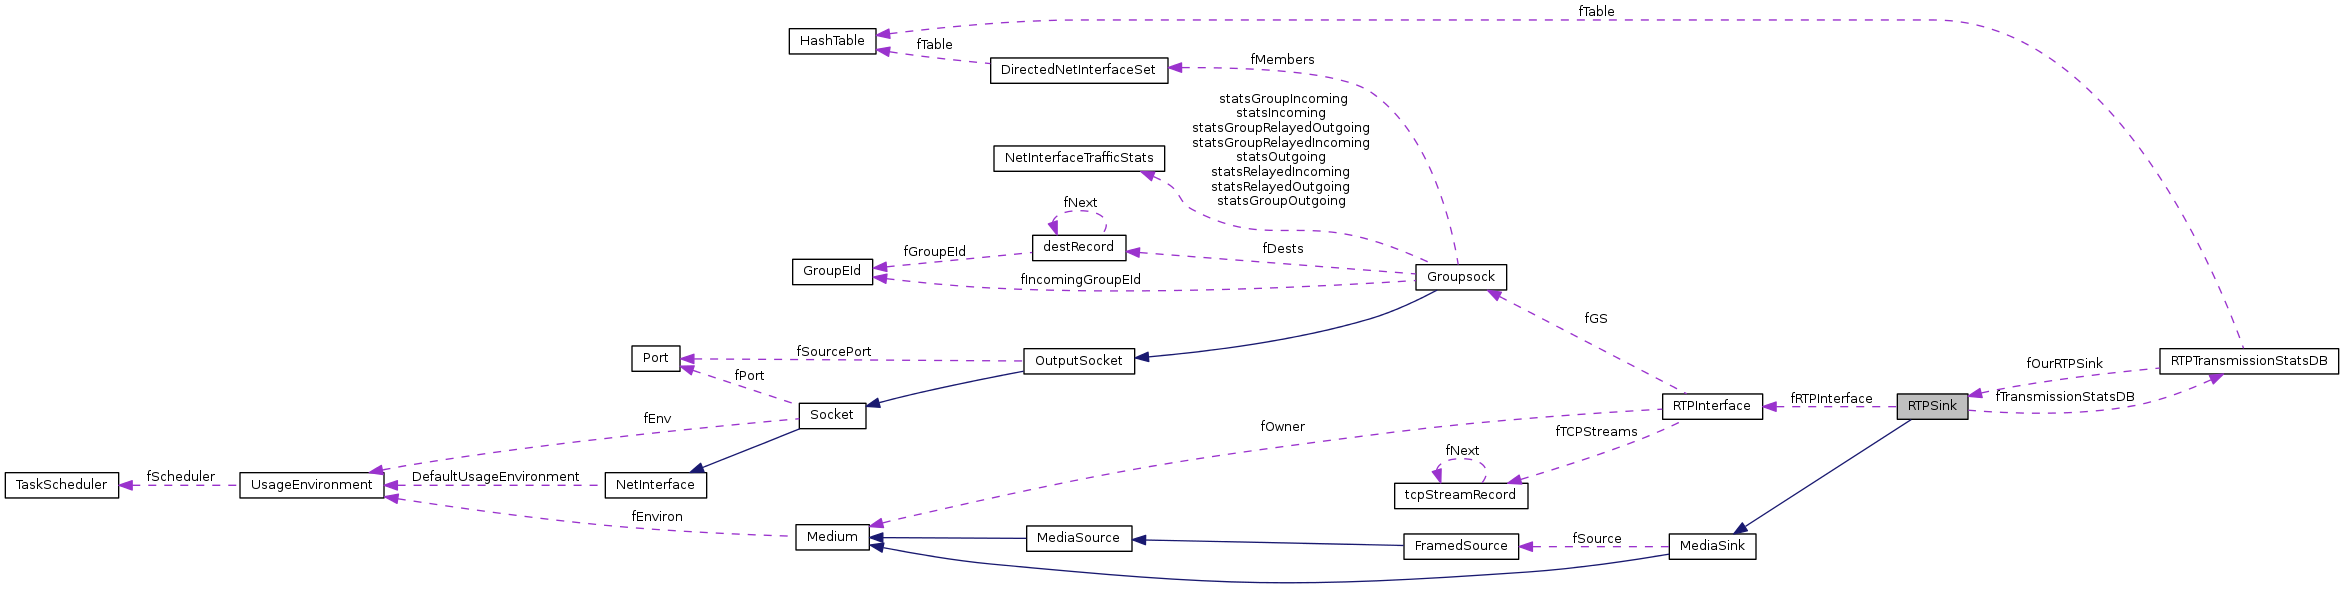 fTable
HashTable
fTable
fMembers
DirectedNetInterfaceSet
statsGroupIncoming
statsIncoming
statsGroupRelayedOutgoing
statsGroupRelayedIncoming
statsOutgoing
statsRelayedIncoming
statsRelayedOutgoing
statsGroupOutgoing
NetInterfaceTrafficStats
fNext
destRecord
fGroupEId
fDests
GroupEId
fIncomingGroupEId
Groupsock
fGS
Port
fSourcePort
OutputSocket
RTPTransmissionStatsDB
fOurRTPSink
fPort
fTransmissionStatsDB
fRTPInterface
RTPInterface
RTPSink
Socket
fEnv
fOwner
fTCPStreams
fNext
TaskScheduler
fScheduler
UsageEnvironment
DefaultUsageEnvironment
NetInterface
tcpStreamRecord
fEnviron
Medium
MediaSource
FramedSource
fSource
MediaSink